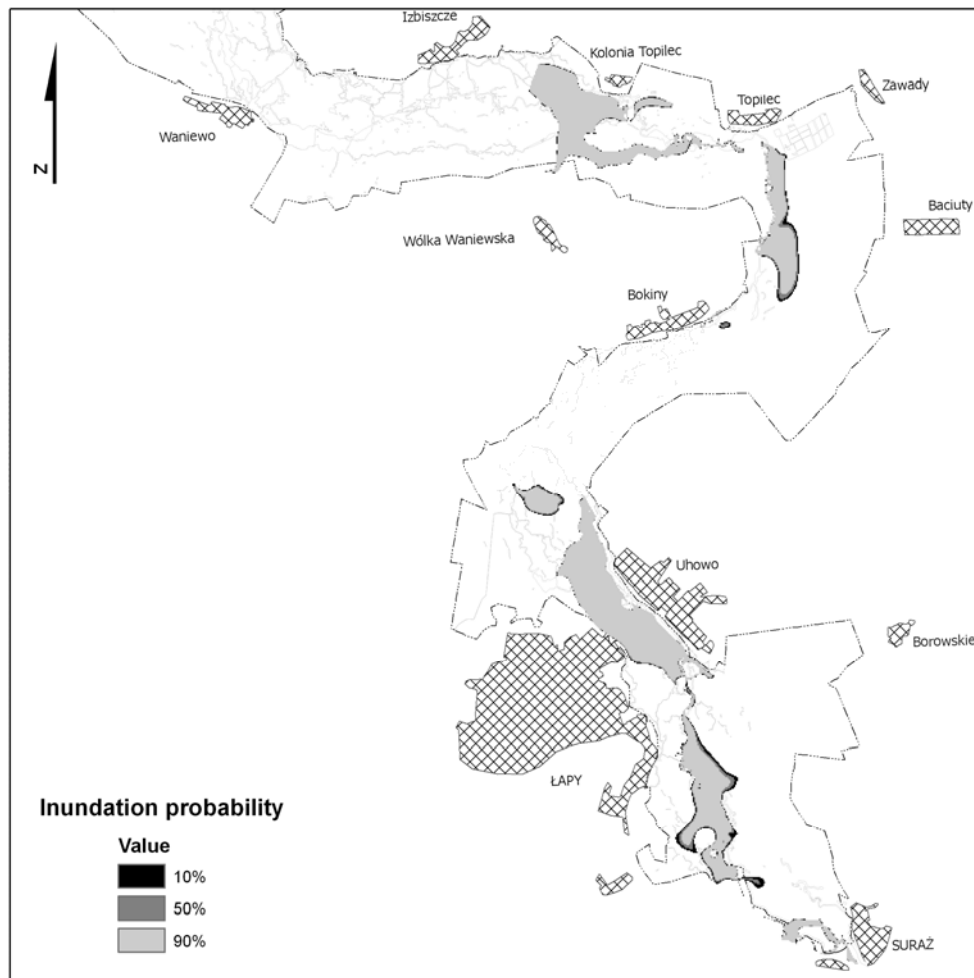 Izbiszcze
Kolonia Topilec
Zawady
Topilec
Waniewo
N
Baciuty
Wólka Waniewska
Bokiny
Uhowo
Borowskie
ŁAPY
Inundation probability
Value
10%
50%
90%
SURAŻ